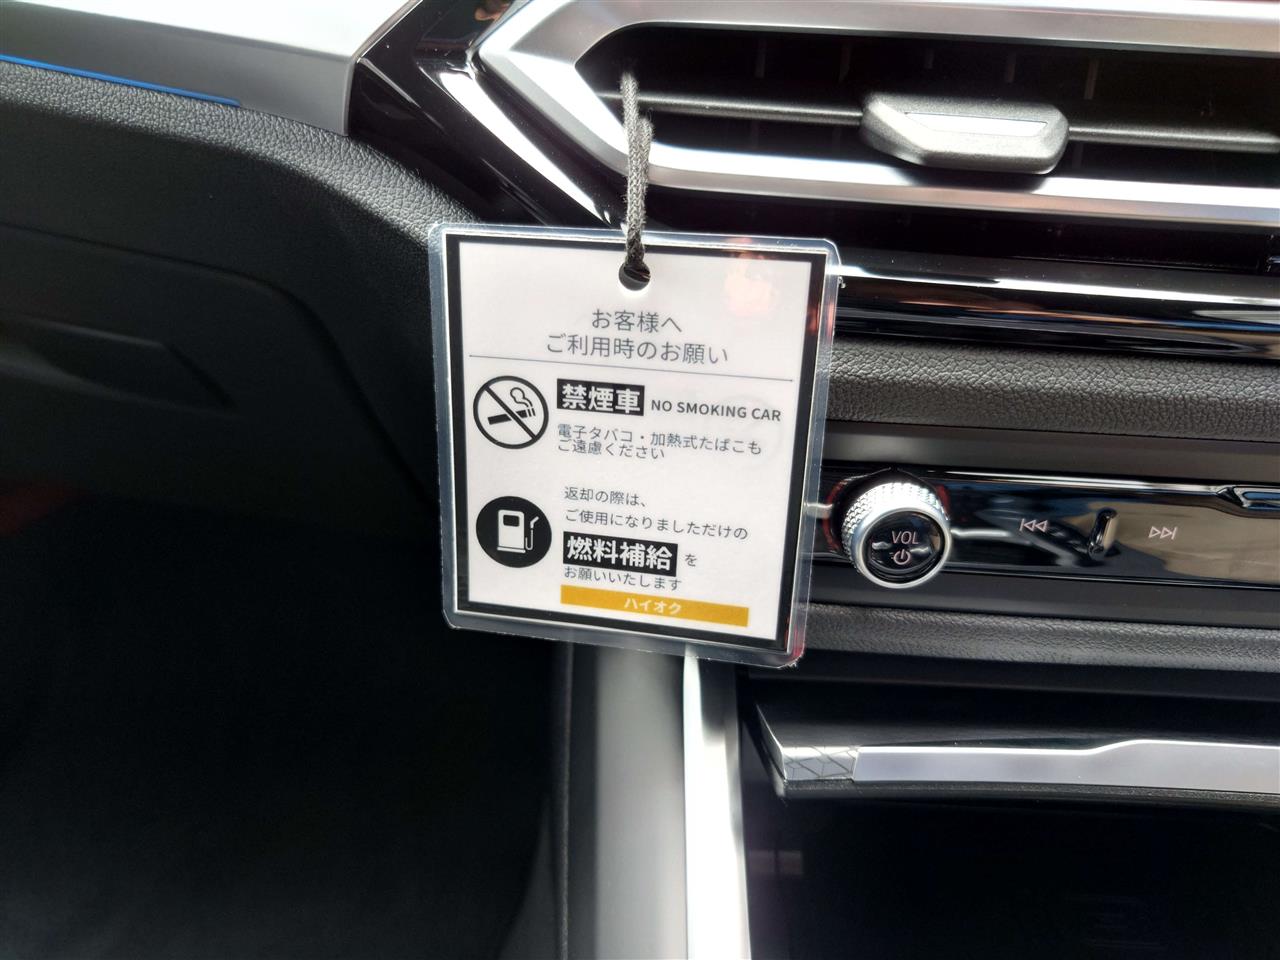 お客様へ
ご利用時のお願い
禁煙車 NO SMOKING CAR
電子タバコ・加熱式たばこも
ご遠慮ください
返却の際は、
ご使用になりましただけの
燃料補給 を
お願いいたします
ハイオク
VOL